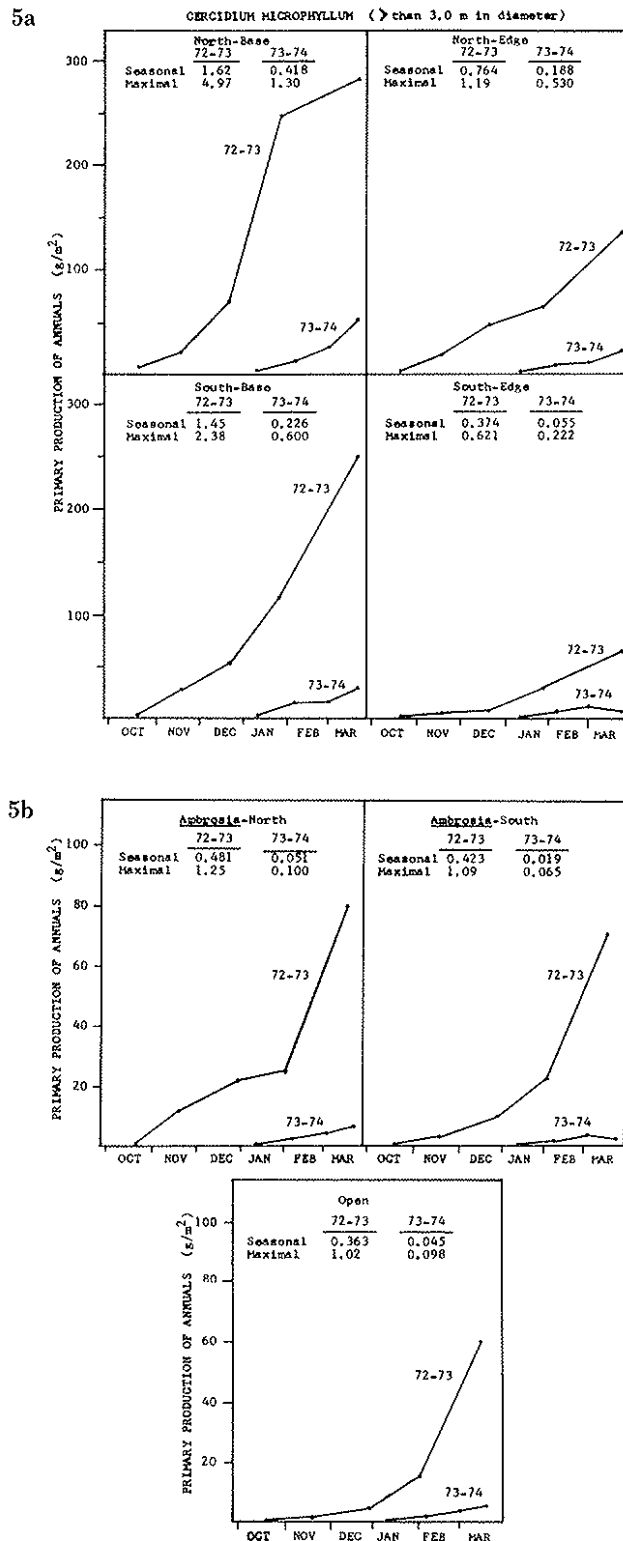 5a
CERCIDIUM MICROPHYLLUM (> than 3.0 m in diameter)
North-Base
72-73 73-74
Seasonal 1.62 0.418
Maximal 4.97 1.30
72-73
73-74
North-Edge
72-73 73-74
Seasonal 0.764 0.188
Maximal 1.19 0.530
72-73
73-74
300
200
100
PRIMARY PRODUCTION OF ANNUALS (g/m²)
South-Base
72-73 73-74
Seasonal 1.45 0.226
Maximal 2.38 0.600
72-73
73-74
South-Edge
72-73 73-74
Seasonal 0.374 0.055
Maximal 0.621 0.222
72-73
73-74
300
200
100
OCT NOV DEC JAN FEB MAR OCT NOV DEC JAN FEB MAR
5b
Ambrosia-North
72-73 73-74
Seasonal 0.481 0.051
Maximal 1.25 0.100
72-73
73-74
Ambrosia-South
72-73 73-74
Seasonal 0.423 0.019
Maximal 1.09 0.065
72-73
73-74
100
80
60
40
20
PRIMARY PRODUCTION OF ANNUALS (g/m²)
OCT NOV DEC JAN FEB MAR OCT NOV DEC JAN FEB MAR
Open
72-73 73-74
Seasonal 0.363 0.045
Maximal 1.02 0.098
72-73
73-74
100
80
60
40
20
PRIMARY PRODUCTION OF ANNUALS (g/m²)
OCT NOV DEC JAN FEB MAR